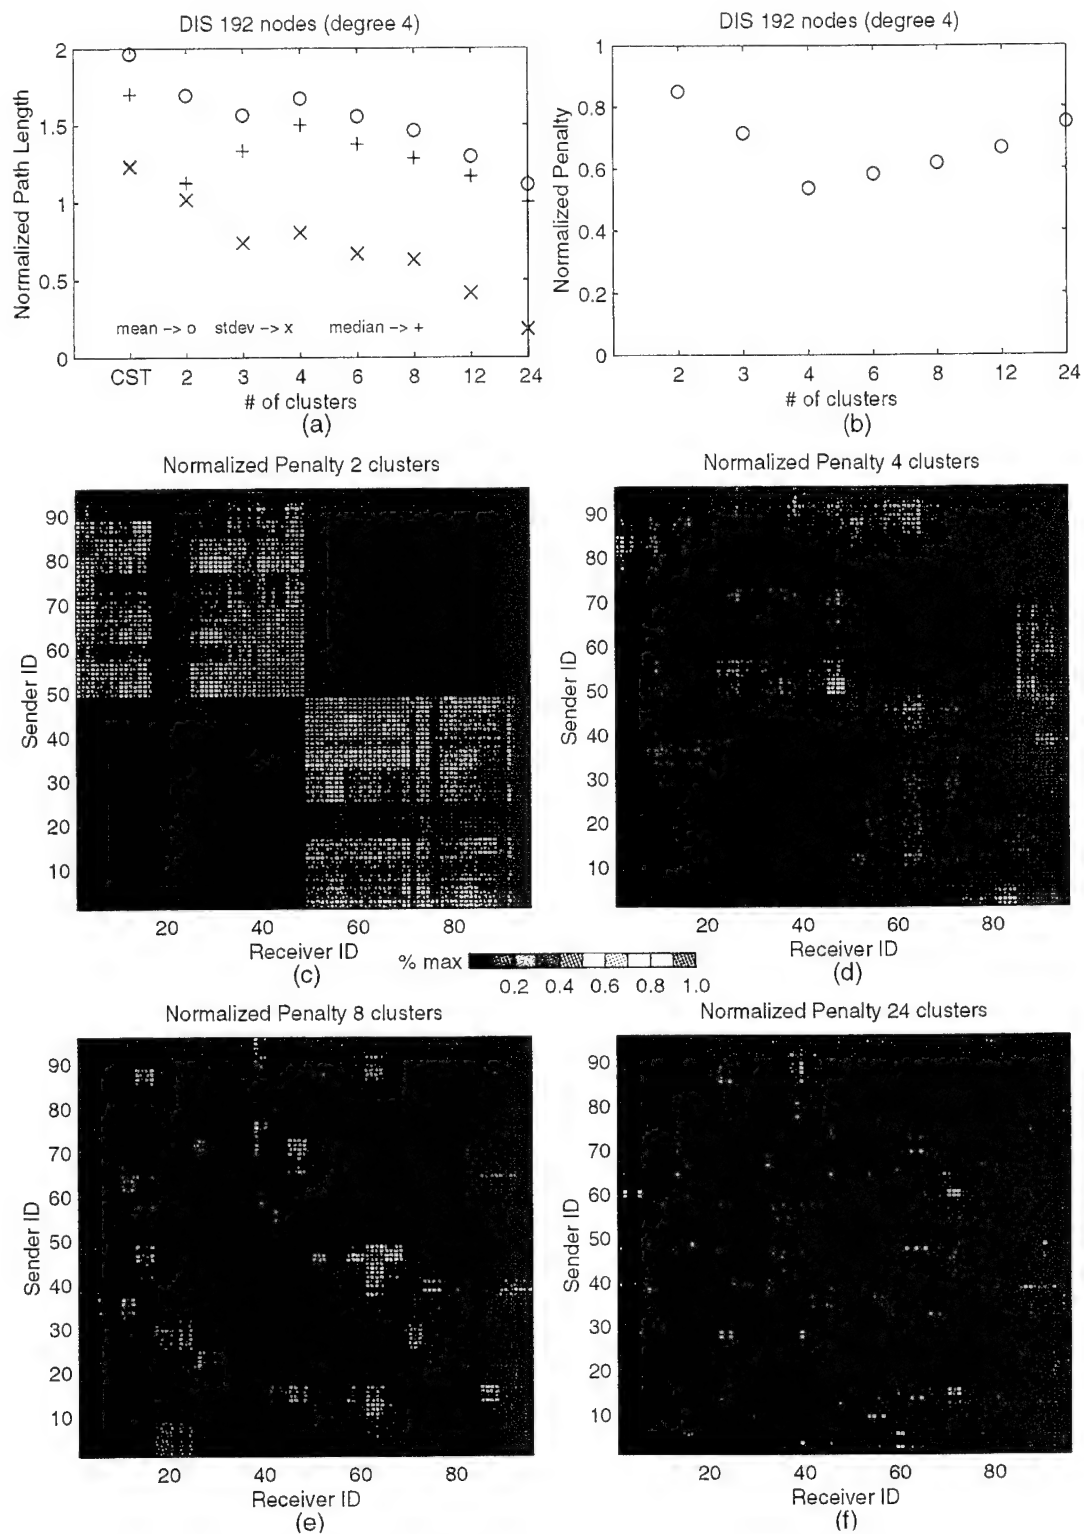 DIS 192 nodes (degree 4)
Normalized Path Length
2
1.5
1
0.5
0
mean –> o stdev –> x median –> +
CST 2 3 4 6 8 12 24
# of clusters
(a)
DIS 192 nodes (degree 4)
Normalized Penalty
1
0.8
0.6
0.4
0.2
0
2 3 4 6 8 12 24
# of clusters
(b)
Normalized Penalty 2 clusters
Sender ID
90
80
70
60
50
40
30
20
10
20 40 60 80
Receiver ID
(c)
Normalized Penalty 4 clusters
Sender ID
90
80
70
60
50
40
30
20
10
20 40 60 80
Receiver ID
(d)
% max
0.2 0.4 0.6 0.8 1.0
Normalized Penalty 8 clusters
Sender ID
90
80
70
60
50
40
30
20
10
20 40 60 80
Receiver ID
(e)
Normalized Penalty 24 clusters
Sender ID
90
80
70
60
50
40
30
20
10
20 40 60 80
Receiver ID
(f)